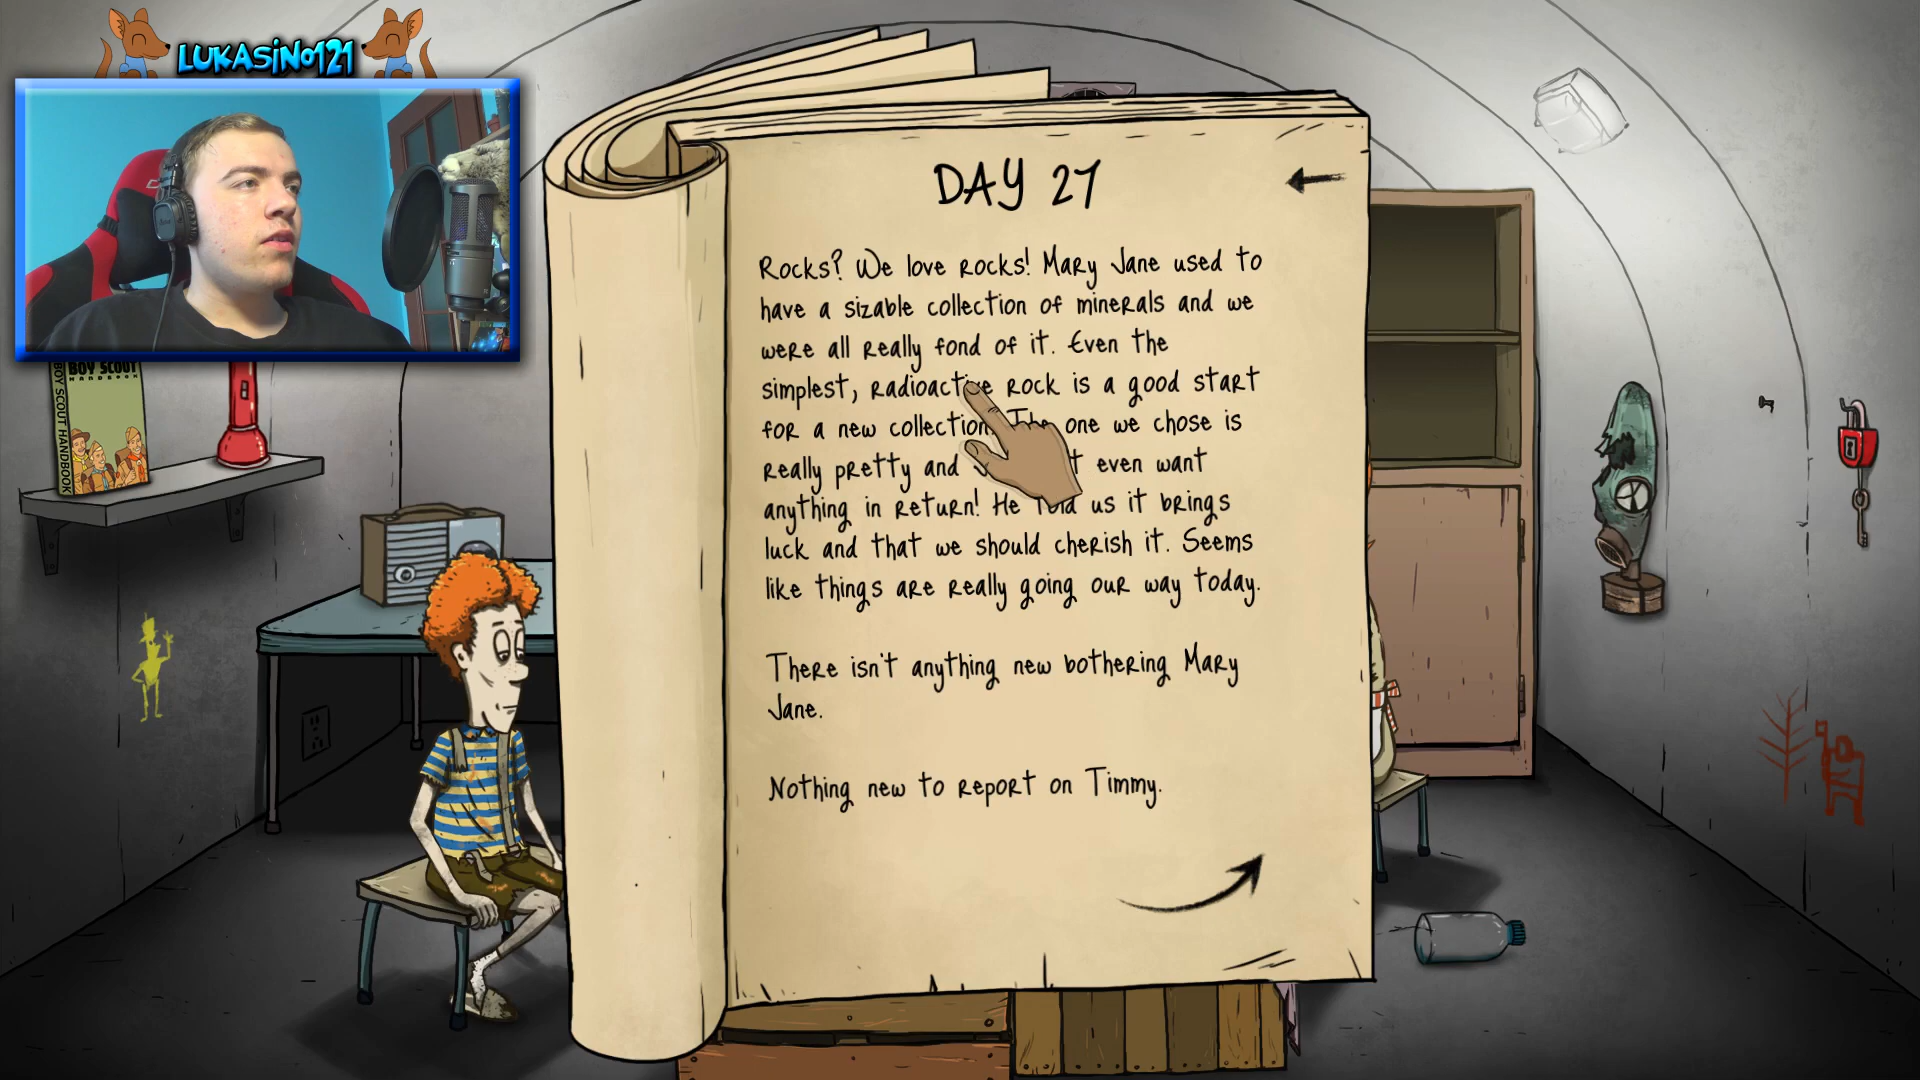 LUKASINO121
BOY SCOUT
HANDBOOK
BOY SCOUT HANDBOOK
DAY 27
Rocks? We love rocks! Mary Jane used to
have a sizable collection of minerals and we
were all really fond of it. Even the
simplest, radioactive rock is a good start
for a new collection. The one we chose is
really pretty and even want
anything in return! He told us it brings
luck and that we should cherish it. Seems
like things are really going our way today.
There isn't anything new bothering Mary
Jane.
Nothing new to report on Timmy.